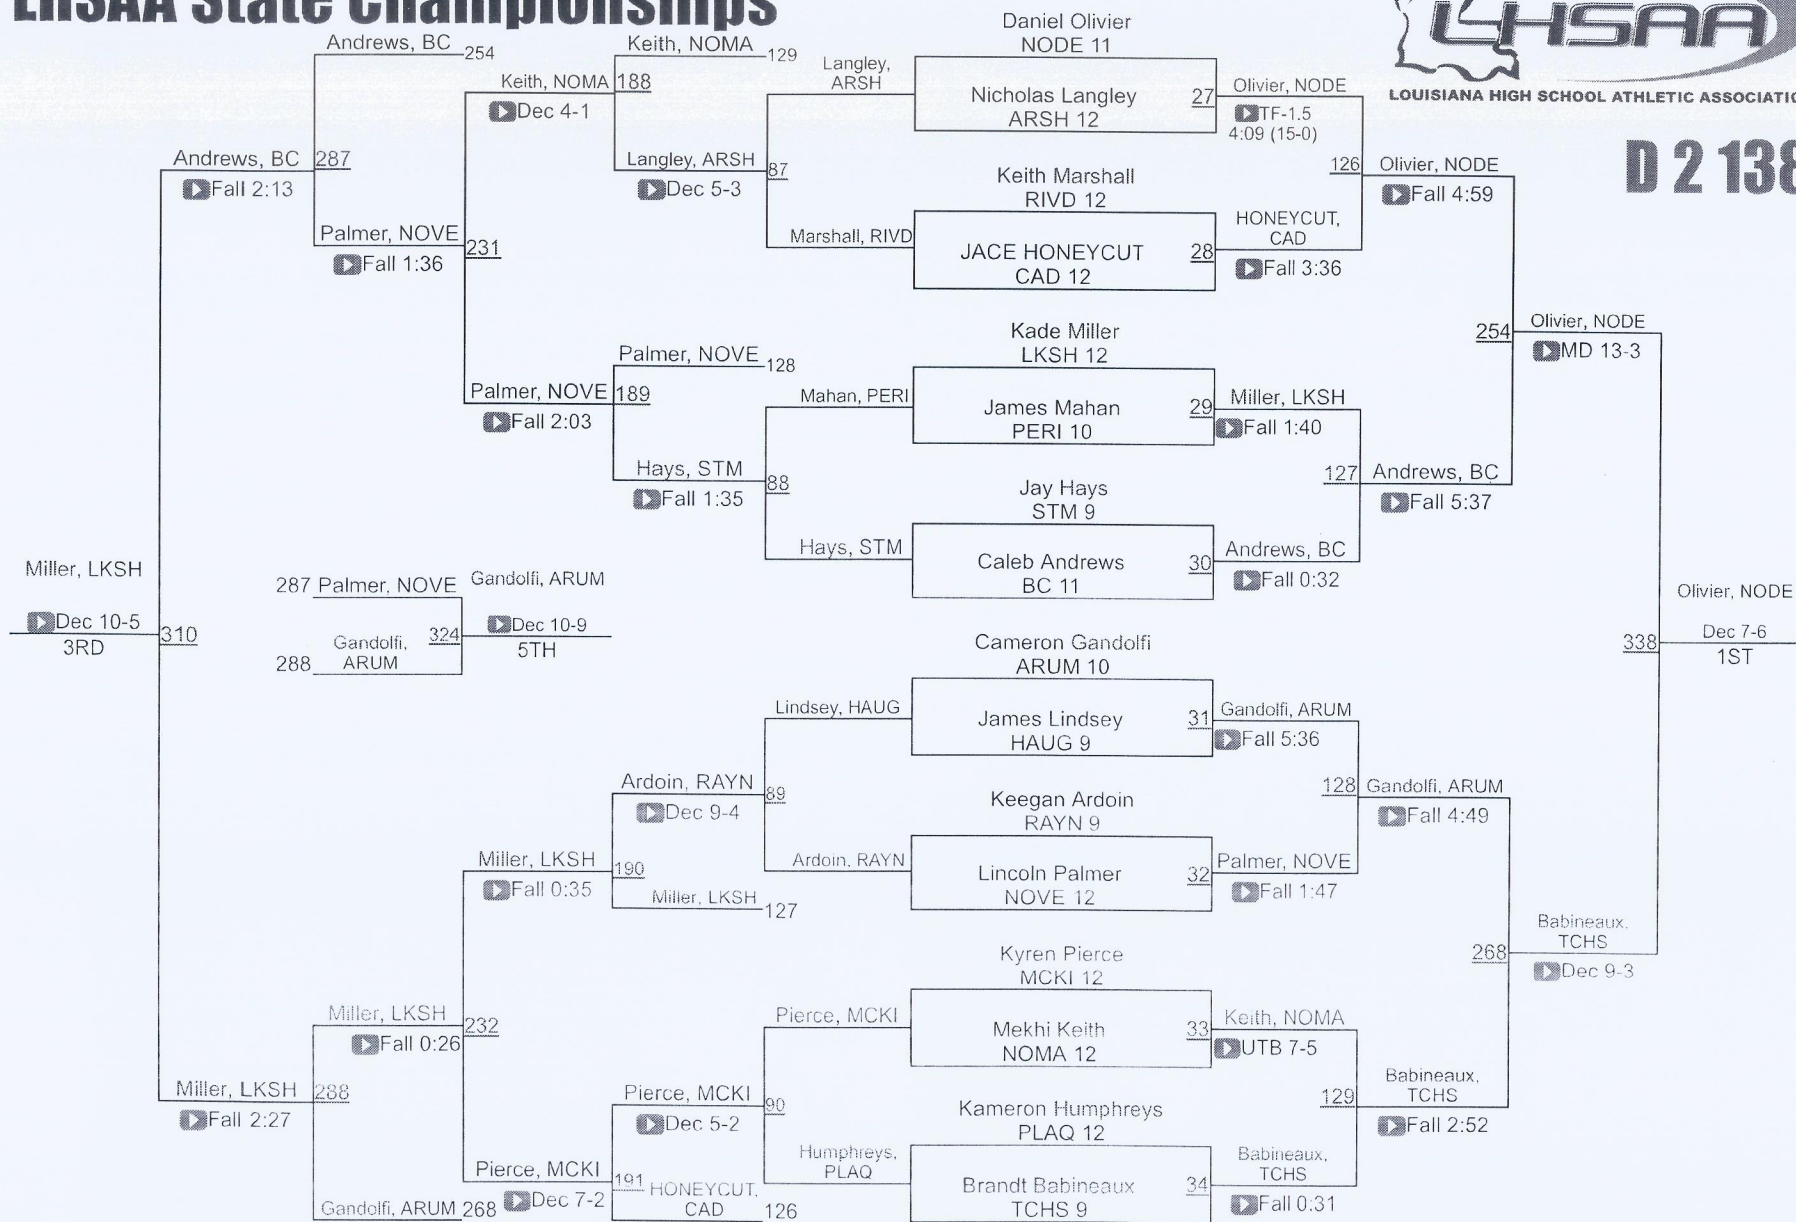 LHSAA State Championships
LHSAA
LOUISIANA HIGH SCHOOL ATHLETIC ASSOCIATIO
D 2 138
Andrews, BC
254
Keith, NOMA
188
Dec 4-1
Keith, NOMA
129
Langley,
ARSH
Langley, ARSH
87
Dec 5-3
Marshall, RIVD
Andrews, BC
287
Fall 2:13
Palmer, NOVE
231
Fall 1:36
Palmer, NOVE
128
Palmer, NOVE
189
Fall 2:03
Mahan, PERI
Hays, STM
88
Fall 1:35
Hays, STM
Daniel Olivier
NODE 11
Nicholas Langley
ARSH 12
27
Olivier, NODE
TF-1.5
4:09 (15-0)
Keith Marshall
RIVD 12
JACE HONEYCUT
CAD 12
28
HONEYCUT,
CAD
Fall 3:36
126
Olivier, NODE
Fall 4:59
Kade Miller
LKSH 12
James Mahan
PERI 10
29
Miller, LKSH
Fall 1:40
Jay Hays
STM 9
Caleb Andrews
BC 11
30
Andrews, BC
Fall 0:32
127
Andrews, BC
Fall 5:37
254
Olivier, NODE
MD 13-3
Miller, LKSH
Dec 10-5
3RD
310
287 Palmer, NOVE
288
Gandolfi,
ARUM
324
Gandolfi, ARUM
Dec 10-9
5TH
Olivier, NODE
338
Dec 7-6
1ST
Cameron Gandolfi
ARUM 10
James Lindsey
HAUG 9
31
Gandolfi, ARUM
Fall 5:36
Keegan Ardoin
RAYN 9
Lincoln Palmer
NOVE 12
32
Palmer, NOVE
Fall 1:47
128
Gandolfi, ARUM
Fall 4:49
Kyren Pierce
MCKI 12
Mekhi Keith
NOMA 12
33
Keith, NOMA
UTB 7-5
Kameron Humphreys
PLAQ 12
Brandt Babineaux
TCHS 9
34
Babineaux,
TCHS
Fall 0:31
129
Babineaux,
TCHS
Fall 2:52
268
Babineaux,
TCHS
Dec 9-3
Lindsey, HAUG
Ardoin, RAYN
89
Dec 9-4
Ardoin, RAYN
Miller, LKSH
190
Fall 0:35
Miller, LKSH
127
Miller, LKSH
232
Fall 0:26
Pierce, MCKI
Pierce, MCKI
90
Dec 5-2
Humphreys,
PLAQ
Miller, LKSH
288
Fall 2:27
Pierce, MCKI
191
Dec 7-2
HONEYCUT,
CAD
126
Gandolfi, ARUM
268